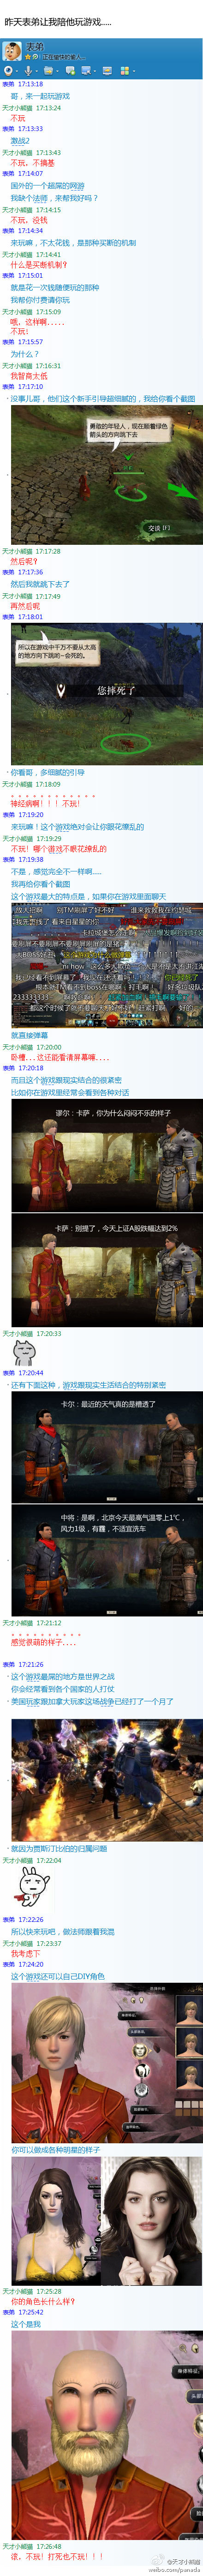 昨天表弟让我陪他玩游戏.....
表弟
表弟 17:13:18
哥，来一起玩游戏
天才小熊猫 17:13:24
不玩
表弟 17:13:33
激战2
天才小熊猫 17:13:43
不玩，不搞基
表弟 17:14:07
国外的一个超屌的网游
我缺个法师，来帮我好吗？
天才小熊猫 17:14:15
不玩，没钱
表弟 17:14:34
来玩嘛，不太花钱，是那种买断的机制
天才小熊猫 17:14:41
什么是买断机制？
表弟 17:15:01
就是花一次钱随便玩的那种
我帮你付费请你玩
天才小熊猫 17:15:09
哦，这样啊.....
不玩！
表弟 17:15:57
为什么？
天才小熊猫 17:16:31
我智商太低
表弟 17:17:10
没事儿哥，他们这个新手引导超细腻的，我给你看个截图
勇敢的年轻人，现在顺着绿色
箭头的方向跳下去
交谈 [F]
天才小熊猫 17:17:28
然后呢？
表弟 17:17:36
然后我就跳下去了
天才小熊猫 17:17:49
再然后呢
表弟 17:18:01
所以在游戏中千万不要从太高
的地方向下跳哟~会死的。
您摔死了
你看哥，多细腻的引导
天才小熊猫 17:18:09
。。。。。。。。。。。
神经病啊！！！不玩！
表弟 17:19:20
来玩嘛！这个游戏绝对会让你眼花缭乱的
天才小熊猫 17:19:29
不玩！哪个游戏不眼花缭乱的
表弟 17:19:38
不是，感觉完全不一样啊.....
我再给你看个截图
这个游戏最大的特点是，如果你在游戏里面聊天
233333333
就直接弹幕
天才小熊猫 17:20:00
卧槽...这还能看清屏幕嘛....
表弟 17:20:18
而且这个游戏跟现实结合的很紧密
比如你在游戏里经常会看到各种对话
谬尔：卡萨，你为什么闷闷不乐的样子
卡萨：别提了，今天上证A股跌幅达到2%
天才小熊猫 17:20:33
表弟 17:20:44
还有下面这种，游戏跟现实生活结合的特别紧密
卡尔：最近的天气真的是糟透了
中将：是啊，北京今天最高气温零上1℃，
风力1级，有霾，不适宜洗车
天才小熊猫 17:21:12
。。。。。。。。。。
感觉很萌的样子....
表弟 17:21:26
这个游戏最屌的地方是世界之战
你会经常看到各个国家的人打仗
美国玩家跟加拿大玩家这场战争已经打了一个月了
就因为贾斯汀比伯的归属问题
天才小熊猫 17:22:04
表弟 17:22:26
所以快来玩吧，做法师跟着我混
天才小熊猫 17:23:37
我考虑下
表弟 17:24:20
这个游戏还可以自己DIY角色
你可以做成各种明星的样子
天才小熊猫 17:25:28
你的角色长什么样？
表弟 17:25:42
这个是我
天才小熊猫 17:26:48
滚，不玩！打死也不玩！！！
@天才小熊猫
weibo.com/panada